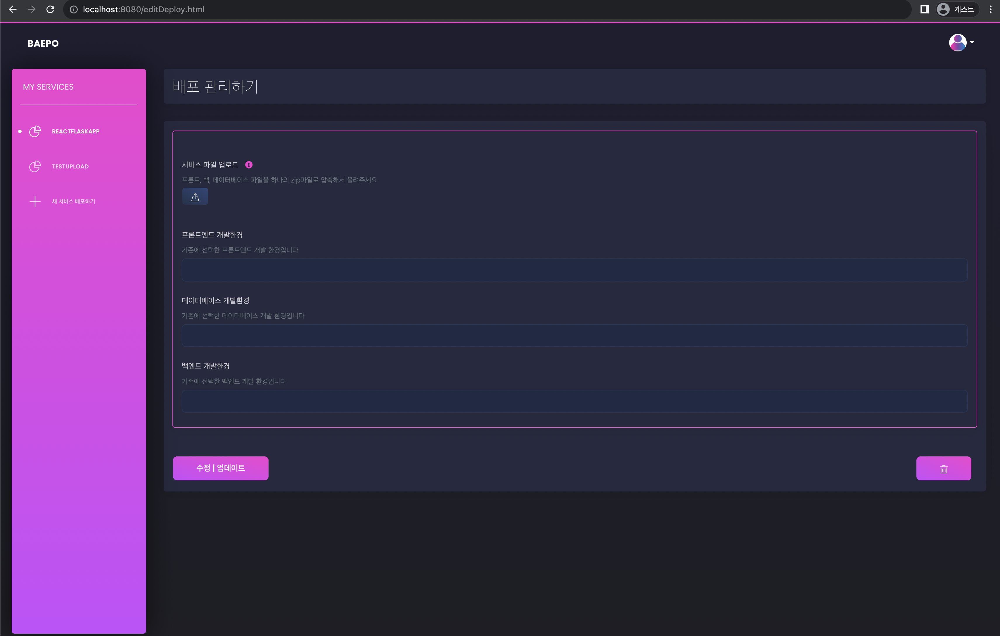 localhost:8080/editDeploy.html
게스트
BAEPO
MY SERVICES
REACTFLASKAPP
TESTUPLOAD
새 서비스 배포하기
배포 관리하기
서비스 파일 업로드
프론트, 백, 데이터베이스 파일을 하나의 zip파일로 압축해서 올려주세요
프론트엔드 개발환경
기존에 선택한 프론트엔드 개발 환경입니다
데이터베이스 개발환경
기존에 선택한 데이터베이스 개발 환경입니다
백엔드 개발환경
기존에 선택한 백엔드 개발 환경입니다
수정 | 업데이트